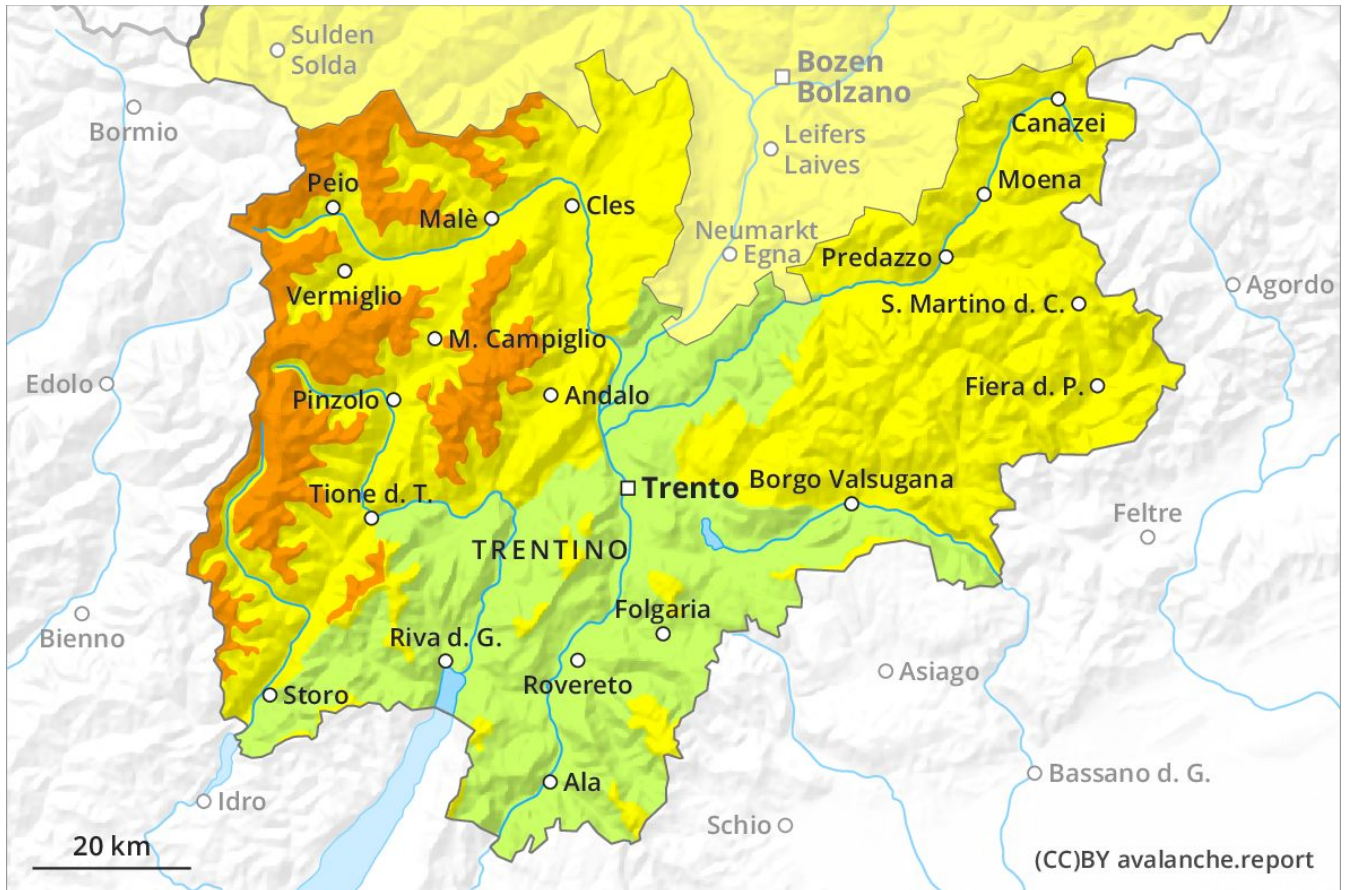 Sulden
Solda
Bozen
Bolzano
Bormio
Canazei
Leifers
Laives
Moena
Peio
Malè
Cles
Neumarkt
Egna
Predazzo
Vermiglio
S. Martino d. C.
Agordo
M. Campiglio
Edolo
Pinzolo
Andalo
Fiera d. P.
Tione d. T.
Trento
Borgo Valsugana
Feltre
TRENTINO
Bienno
Folgaria
Riva d. G.
Asiago
Storo
Rovereto
Ala
Bassano d. G.
Idro
Schio
20 km
(CC)BY avalanche.report